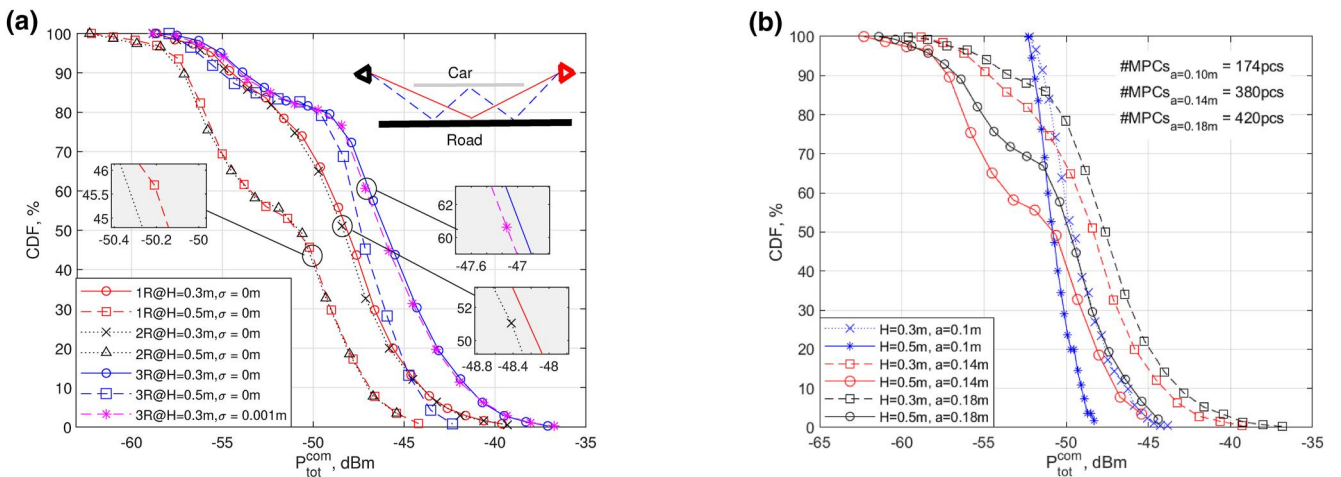 (a)
100
90
80
70
60
50
40
30
20
10
0
CDF, %
-60
-55
-50
-45
-40
-35
P_tot^com, dBm
Car
Road
46
45.5
45
-50.4
-50.2
-50
62
60
-47.6
-47
52
50
-48.8
-48.4
-48
1R@H=0.3m,σ = 0m
1R@H=0.5m,σ = 0m
2R@H=0.3m,σ = 0m
2R@H=0.5m,σ = 0m
3R@H=0.3m,σ = 0m
3R@H=0.5m,σ = 0m
3R@H=0.3m,σ = 0.001m
(b)
100
90
80
70
60
50
40
30
20
10
0
CDF, %
-65
-60
-55
-50
-45
-40
-35
P_tot^com, dBm
#MPCs_a=0.10m = 174pcs
#MPCs_a=0.14m = 380pcs
#MPCs_a=0.18m = 420pcs
H=0.3m, a=0.1m
H=0.5m, a=0.1m
H=0.3m, a=0.14m
H=0.5m, a=0.14m
H=0.3m, a=0.18m
H=0.5m, a=0.18m